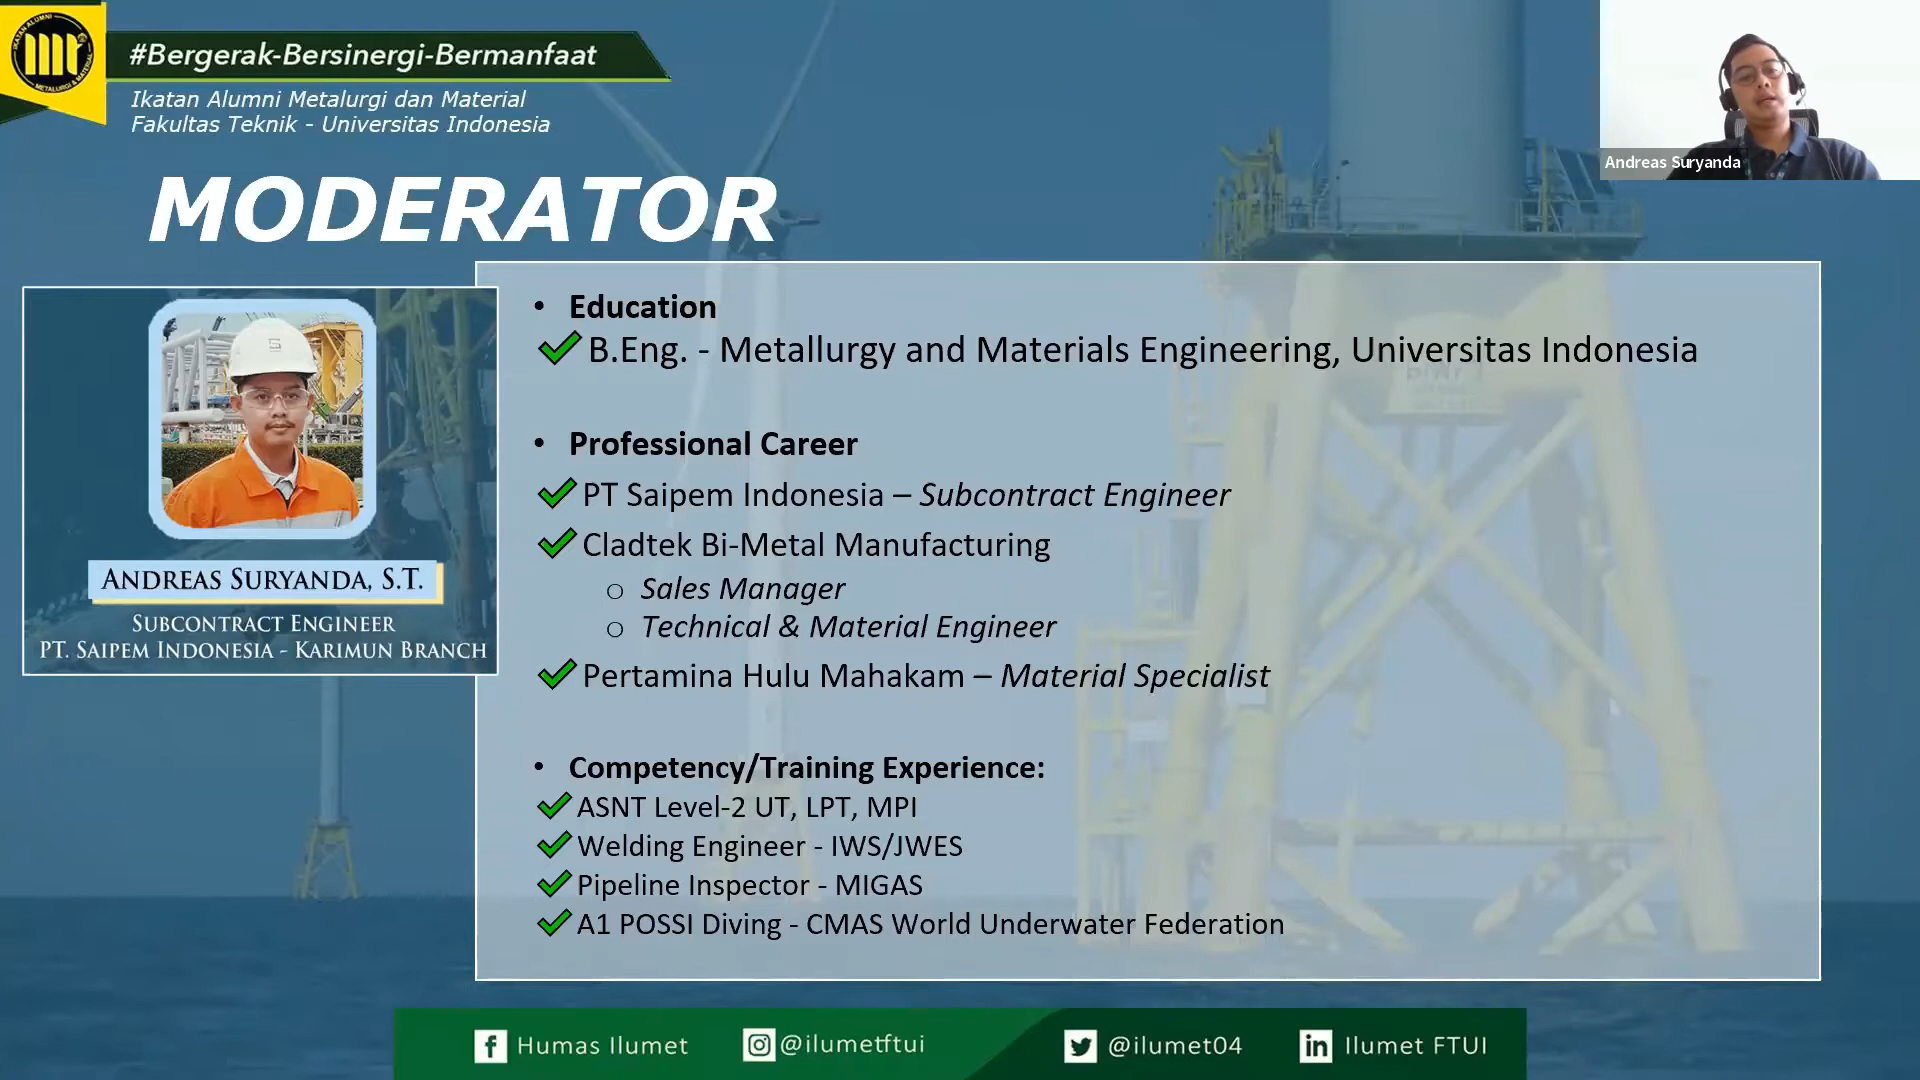 IKATAN ALUMNI
METALURGI & MATERIAL
#Bergerak-Bersinergi-Bermanfaat
Ikatan Alumni Metalurgi dan Material
Fakultas Teknik - Universitas Indonesia
Andreas Suryanda
MODERATOR
• Education
B.Eng. - Metallurgy and Materials Engineering, Universitas Indonesia
• Professional Career
PT Saipem Indonesia – Subcontract Engineer
Cladtek Bi-Metal Manufacturing
o Sales Manager
o Technical & Material Engineer
Pertamina Hulu Mahakam – Material Specialist
• Competency/Training Experience:
ASNT Level-2 UT, LPT, MPI
Welding Engineer - IWS/JWES
Pipeline Inspector - MIGAS
A1 POSSI Diving - CMAS World Underwater Federation
ANDREAS SURYANDA, S.T.
SUBCONTRACT ENGINEER
PT. SAIPEM INDONESIA - KARIMUN BRANCH
Humas Ilumet
@ilumetftui
@ilumet04
Ilumet FTUI